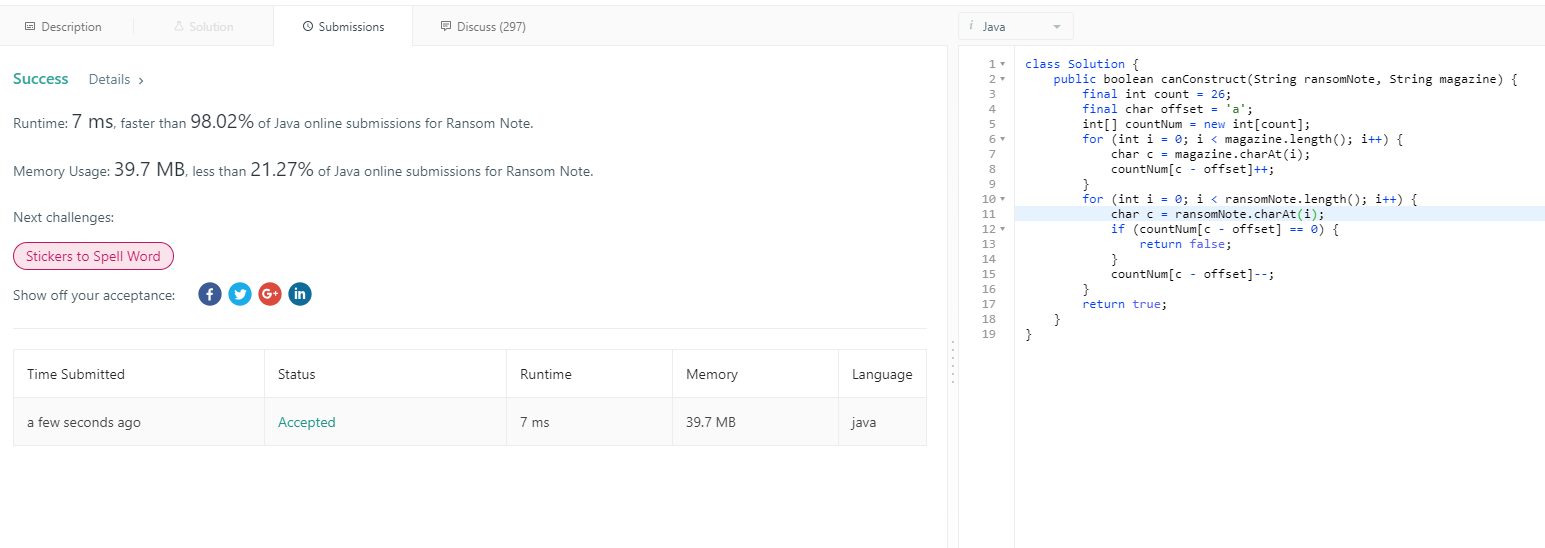 Description
Solution
Submissions
Discuss (297)
Success Details >
Runtime: 7 ms, faster than 98.02% of Java online submissions for Ransom Note.
Memory Usage: 39.7 MB, less than 21.27% of Java online submissions for Ransom Note.
Next challenges:
Stickers to Spell Word
Show off your acceptance: f G+ in
Time Submitted Status Runtime Memory Language
a few seconds ago Accepted 7 ms 39.7 MB java
i Java
1 class Solution {
2 public boolean canConstruct(String ransomNote, String magazine) {
3 final int count = 26;
4 final char offset = 'a';
5 int[] countNum = new int[count];
6 for (int i = 0; i < magazine.length(); i++) {
7 char c = magazine.charAt(i);
8 countNum[c - offset]++;
9 }
10 for (int i = 0; i < ransomNote.length(); i++) {
11 char c = ransomNote.charAt(i);
12 if (countNum[c - offset] == 0) {
13 return false;
14 }
15 countNum[c - offset]--;
16 }
17 return true;
18 }
19 }